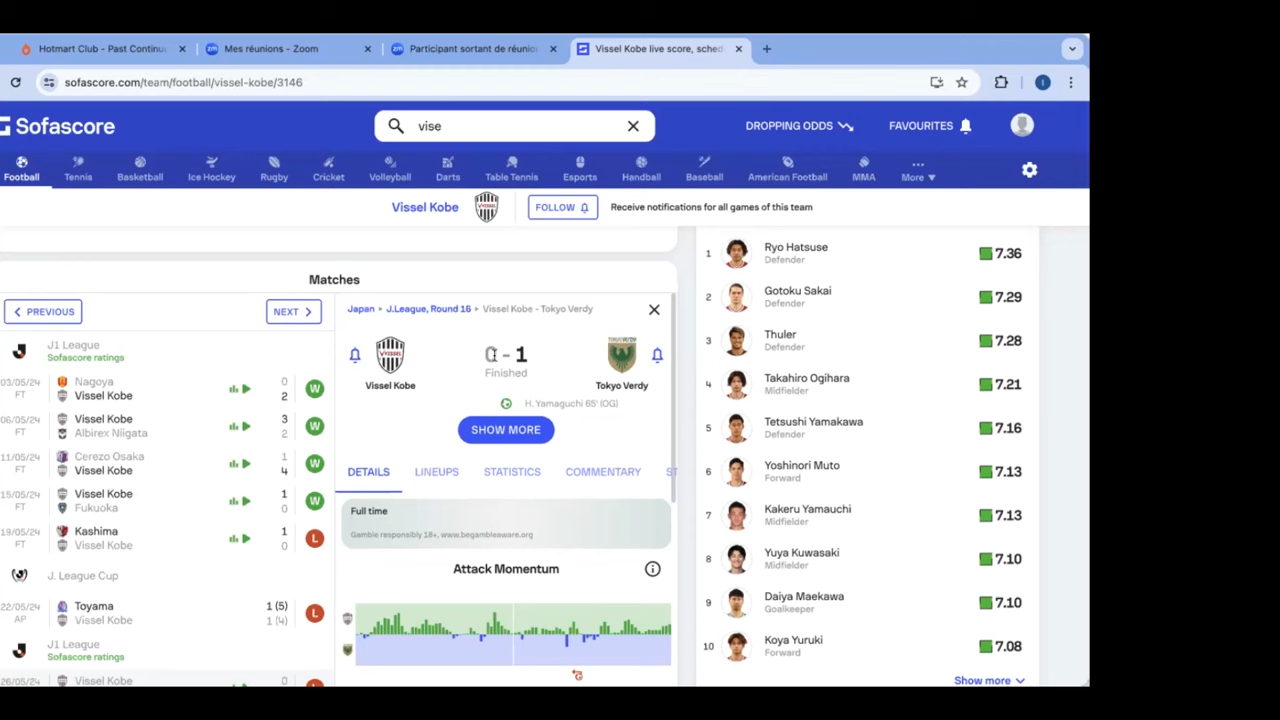 Hotmart Club - Past Continu
Mes réunions - Zoom
Participant sortant de réunio
Vissel Kobe live score, sched
sofascore.com/team/football/vissel-kobe/3146
Sofascore
vise
DROPPING ODDS
FAVOURITES
Football
Tennis
Basketball
Ice Hockey
Rugby
Cricket
Volleyball
Darts
Table Tennis
Esports
Handball
Baseball
American Football
MMA
More
Vissel Kobe
FOLLOW
Receive notifications for all games of this team
Matches
PREVIOUS
NEXT
J1 League
Sofascore ratings
03/05/24 Nagoya 0
FT Vissel Kobe 2 W
06/05/24 Vissel Kobe 3
FT Albirex Niigata 2 W
11/05/24 Cerezo Osaka 1
FT Vissel Kobe 4 W
15/05/24 Vissel Kobe 1
FT Fukuoka 0 W
19/05/24 Kashima 1
FT Vissel Kobe 0 L
J. League Cup
22/05/24 Toyama 1 (5)
AP Vissel Kobe 1 (4) L
J1 League
Sofascore ratings
26/05/24 Vissel Kobe 0
Japan J.League, Round 16 Vissel Kobe - Tokyo Verdy
0 - 1
Finished
Vissel Kobe
Tokyo Verdy
H. Yamaguchi 65' (OG)
SHOW MORE
DETAILS
LINEUPS
STATISTICS
COMMENTARY
ST
Full time
Gamble responsibly 18+, www.begambleaware.org
Attack Momentum
1 Ryo Hatsuse 7.36
Defender
2 Gotoku Sakai 7.29
Defender
3 Thuler 7.28
Defender
4 Takahiro Ogihara 7.21
Midfielder
5 Tetsushi Yamakawa 7.16
Defender
6 Yoshinori Muto 7.13
Forward
7 Kakeru Yamauchi 7.13
Midfielder
8 Yuya Kuwasaki 7.10
Midfielder
9 Daiya Maekawa 7.10
Goalkeeper
10 Koya Yuruki 7.08
Forward
Show more